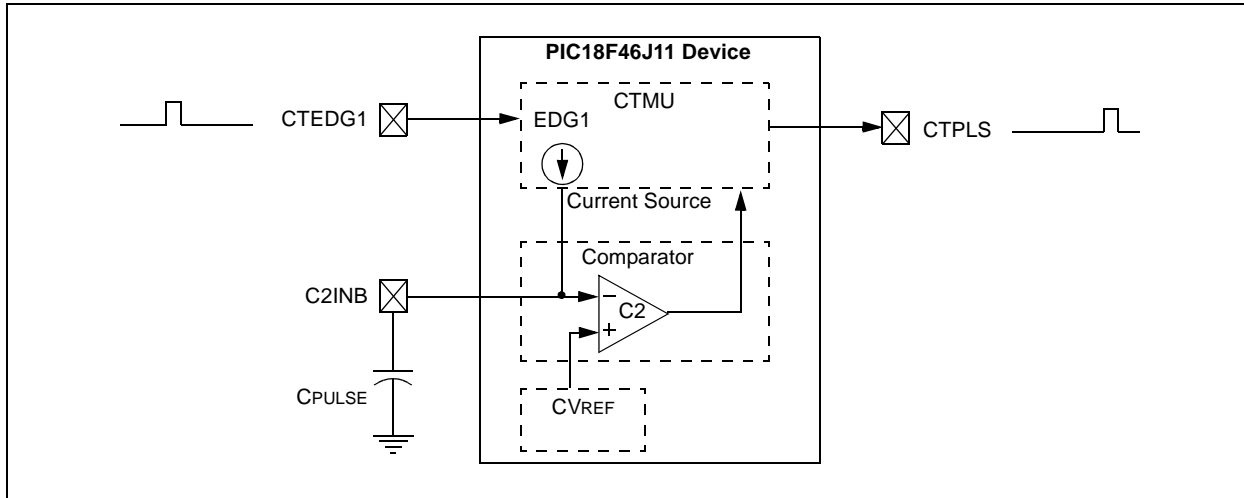 PIC18F46J11 Device
CTMU
CTEDG1
EDG1
CTPLS
Current Source
Comparator
C2INB
−
C2
+
CPULSE
CVREF